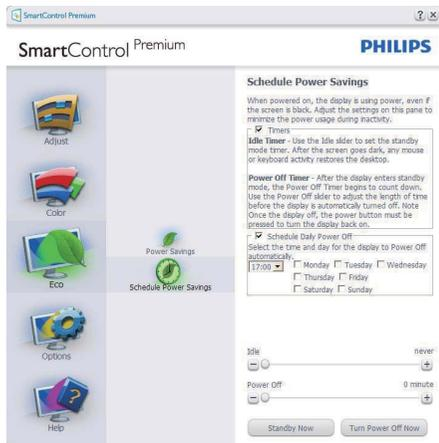 SmartControl Premium
SmartControl Premium
PHILIPS
Adjust
Color
Eco
Options
Help
Power Savings
Schedule Power Savings
Schedule Power Savings
When powered on, the display is using power, even if
the screen is black. Adjust the settings on this pane to
minimize the power usage during inactivity.
Timers
Idle Timer - Use the Idle slider to set the standby
mode timer. After the screen goes dark, any mouse
or keyboard activity restores the desktop.
Power Off Timer - After the display enters standby
mode, the Power Off Timer begins to count down.
Use the Power Off slider to adjust the length of time
before the display is automatically turned off. Note
Once the display off, the power button must be
pressed to turn the display back on.
Schedule Daily Power Off
Select the time and day for the display to Power Off
automatically.
17:00 Monday Tuesday Wednesday
Thursday Friday
Saturday Sunday
Idle never
Power Off 0 minute
Standby Now Turn Power Off Now